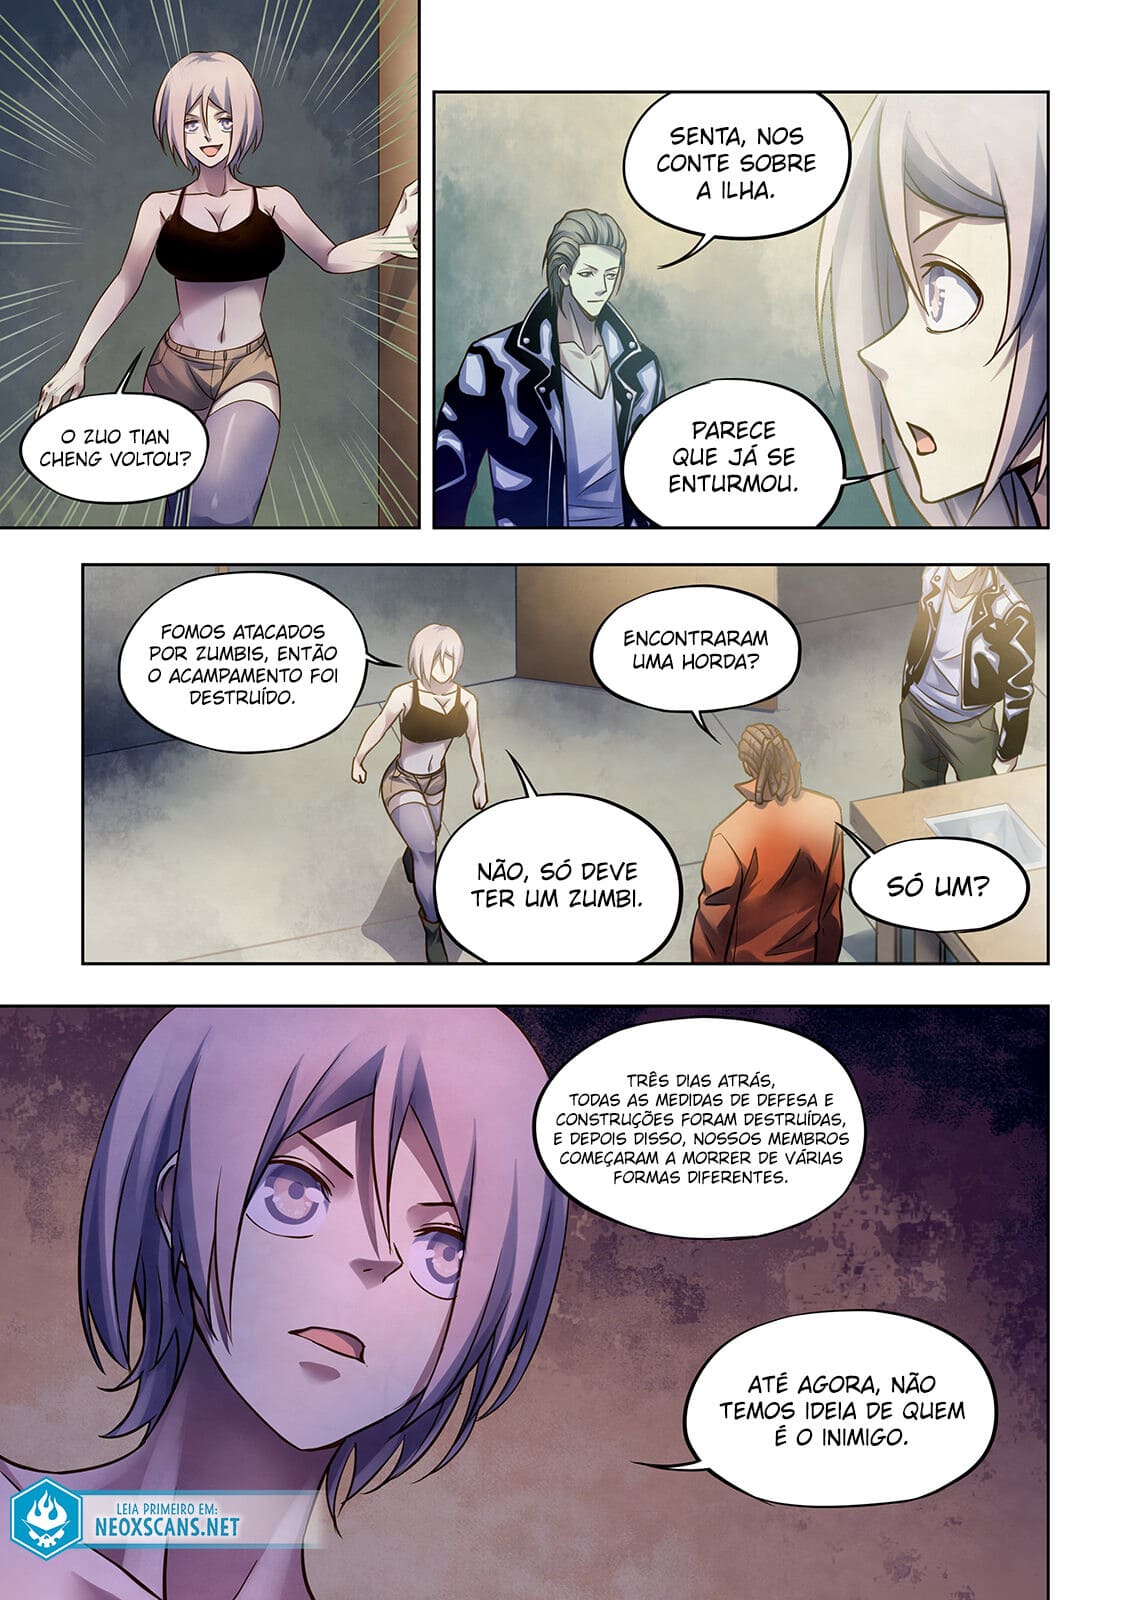 O ZUO TIAN
CHENG VOLTOU?
SENTA, NOS
CONTE SOBRE
A ILHA.
PARECE
QUE JÁ SE
ENTURMOU.
FOMOS ATACADOS
POR ZUMBIS, ENTÃO
O ACAMPAMENTO FOI
DESTRUÍDO.
ENCONTRARAM
UMA HORDA?
NÃO, SÓ DEVE
TER UM ZUMBI.
SÓ UM?
TRÊS DIAS ATRÁS,
TODAS AS MEDIDAS DE DEFESA E
CONSTRUÇÕES FORAM DESTRUÍDAS,
E DEPOIS DISSO, NOSSOS MEMBROS
COMEÇARAM A MORRER DE VÁRIAS
FORMAS DIFERENTES.
ATÉ AGORA, NÃO
TEMOS IDEIA DE QUEM
É O INIMIGO.
LEIA PRIMEIRO EM:
NEOXSCANS.NET